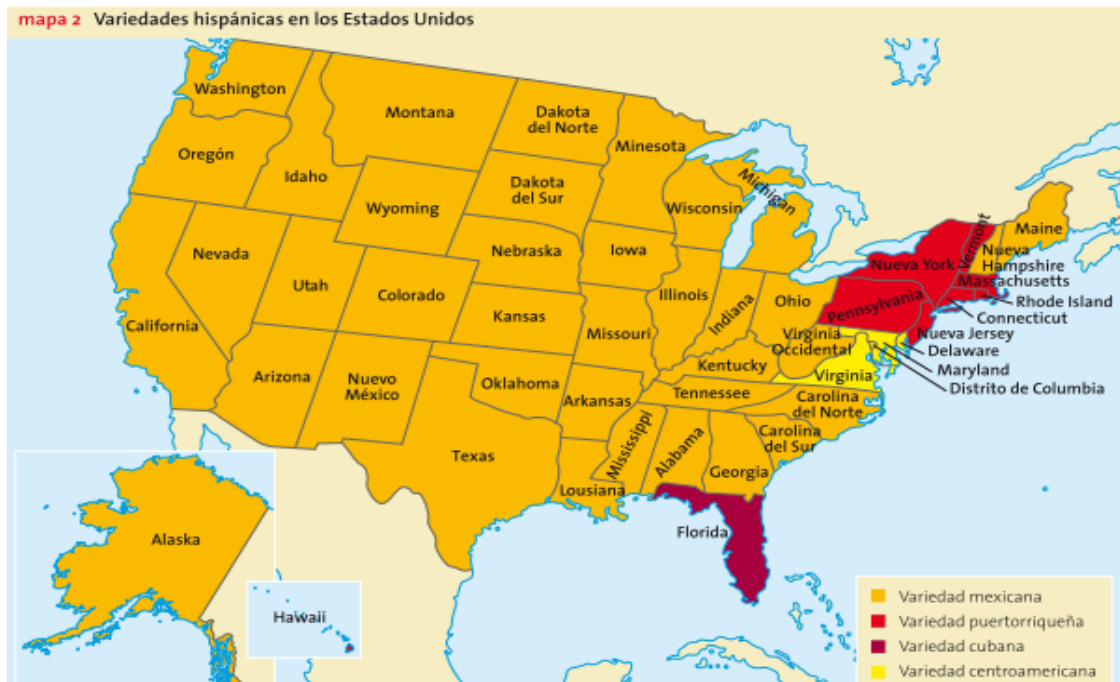 mapa 2 Variedades hispánicas en los Estados Unidos
Washington
Montana
Dakota
del Norte
Minesota
Oregón
Idaho
Dakota
del Sur
Michigan
Wyoming
Wisconsin
Maine
Vermont
Nueva
Hampshire
Nevada
Nebraska
Iowa
Nueva York
Massachusetts
Utah
Colorado
Illinois
Indiana
Ohio
Pennsylvania
Rhode Island
Connecticut
California
Kansas
Missouri
Virginia
Occidental
Nueva Jersey
Delaware
Kentucky
Virginia
Maryland
Distrito de Columbia
Arizona
Nuevo
México
Oklahoma
Arkansas
Tennessee
Carolina
del Norte
Mississippi
Alabama
Carolina
del Sur
Texas
Georgia
Lousiana
Florida
Alaska
Hawaii
Variedad mexicana
Variedad puertorriqueña
Variedad cubana
Variedad centroamericana